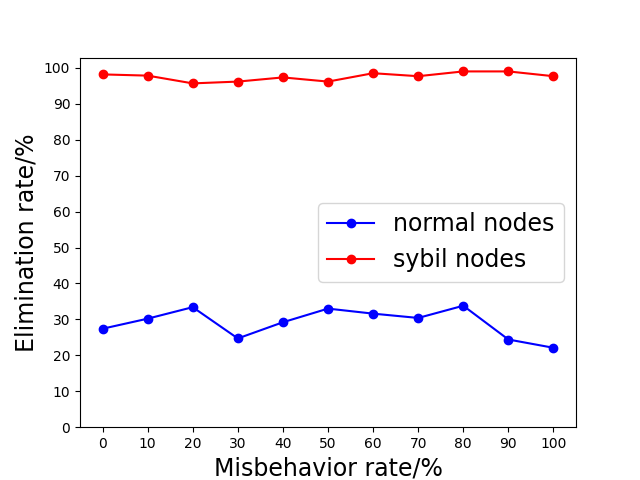 100
90
80
70
60
50
40
30
20
10
0
Elimination rate/%
normal nodes
sybil nodes
0 10 20 30 40 50 60 70 80 90 100
Misbehavior rate/%